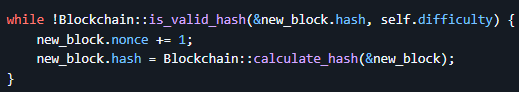 while !Blockchain::is_valid_hash(&new_block.hash, self.difficulty) {
    new_block.nonce += 1;
    new_block.hash = Blockchain::calculate_hash(&new_block);
}